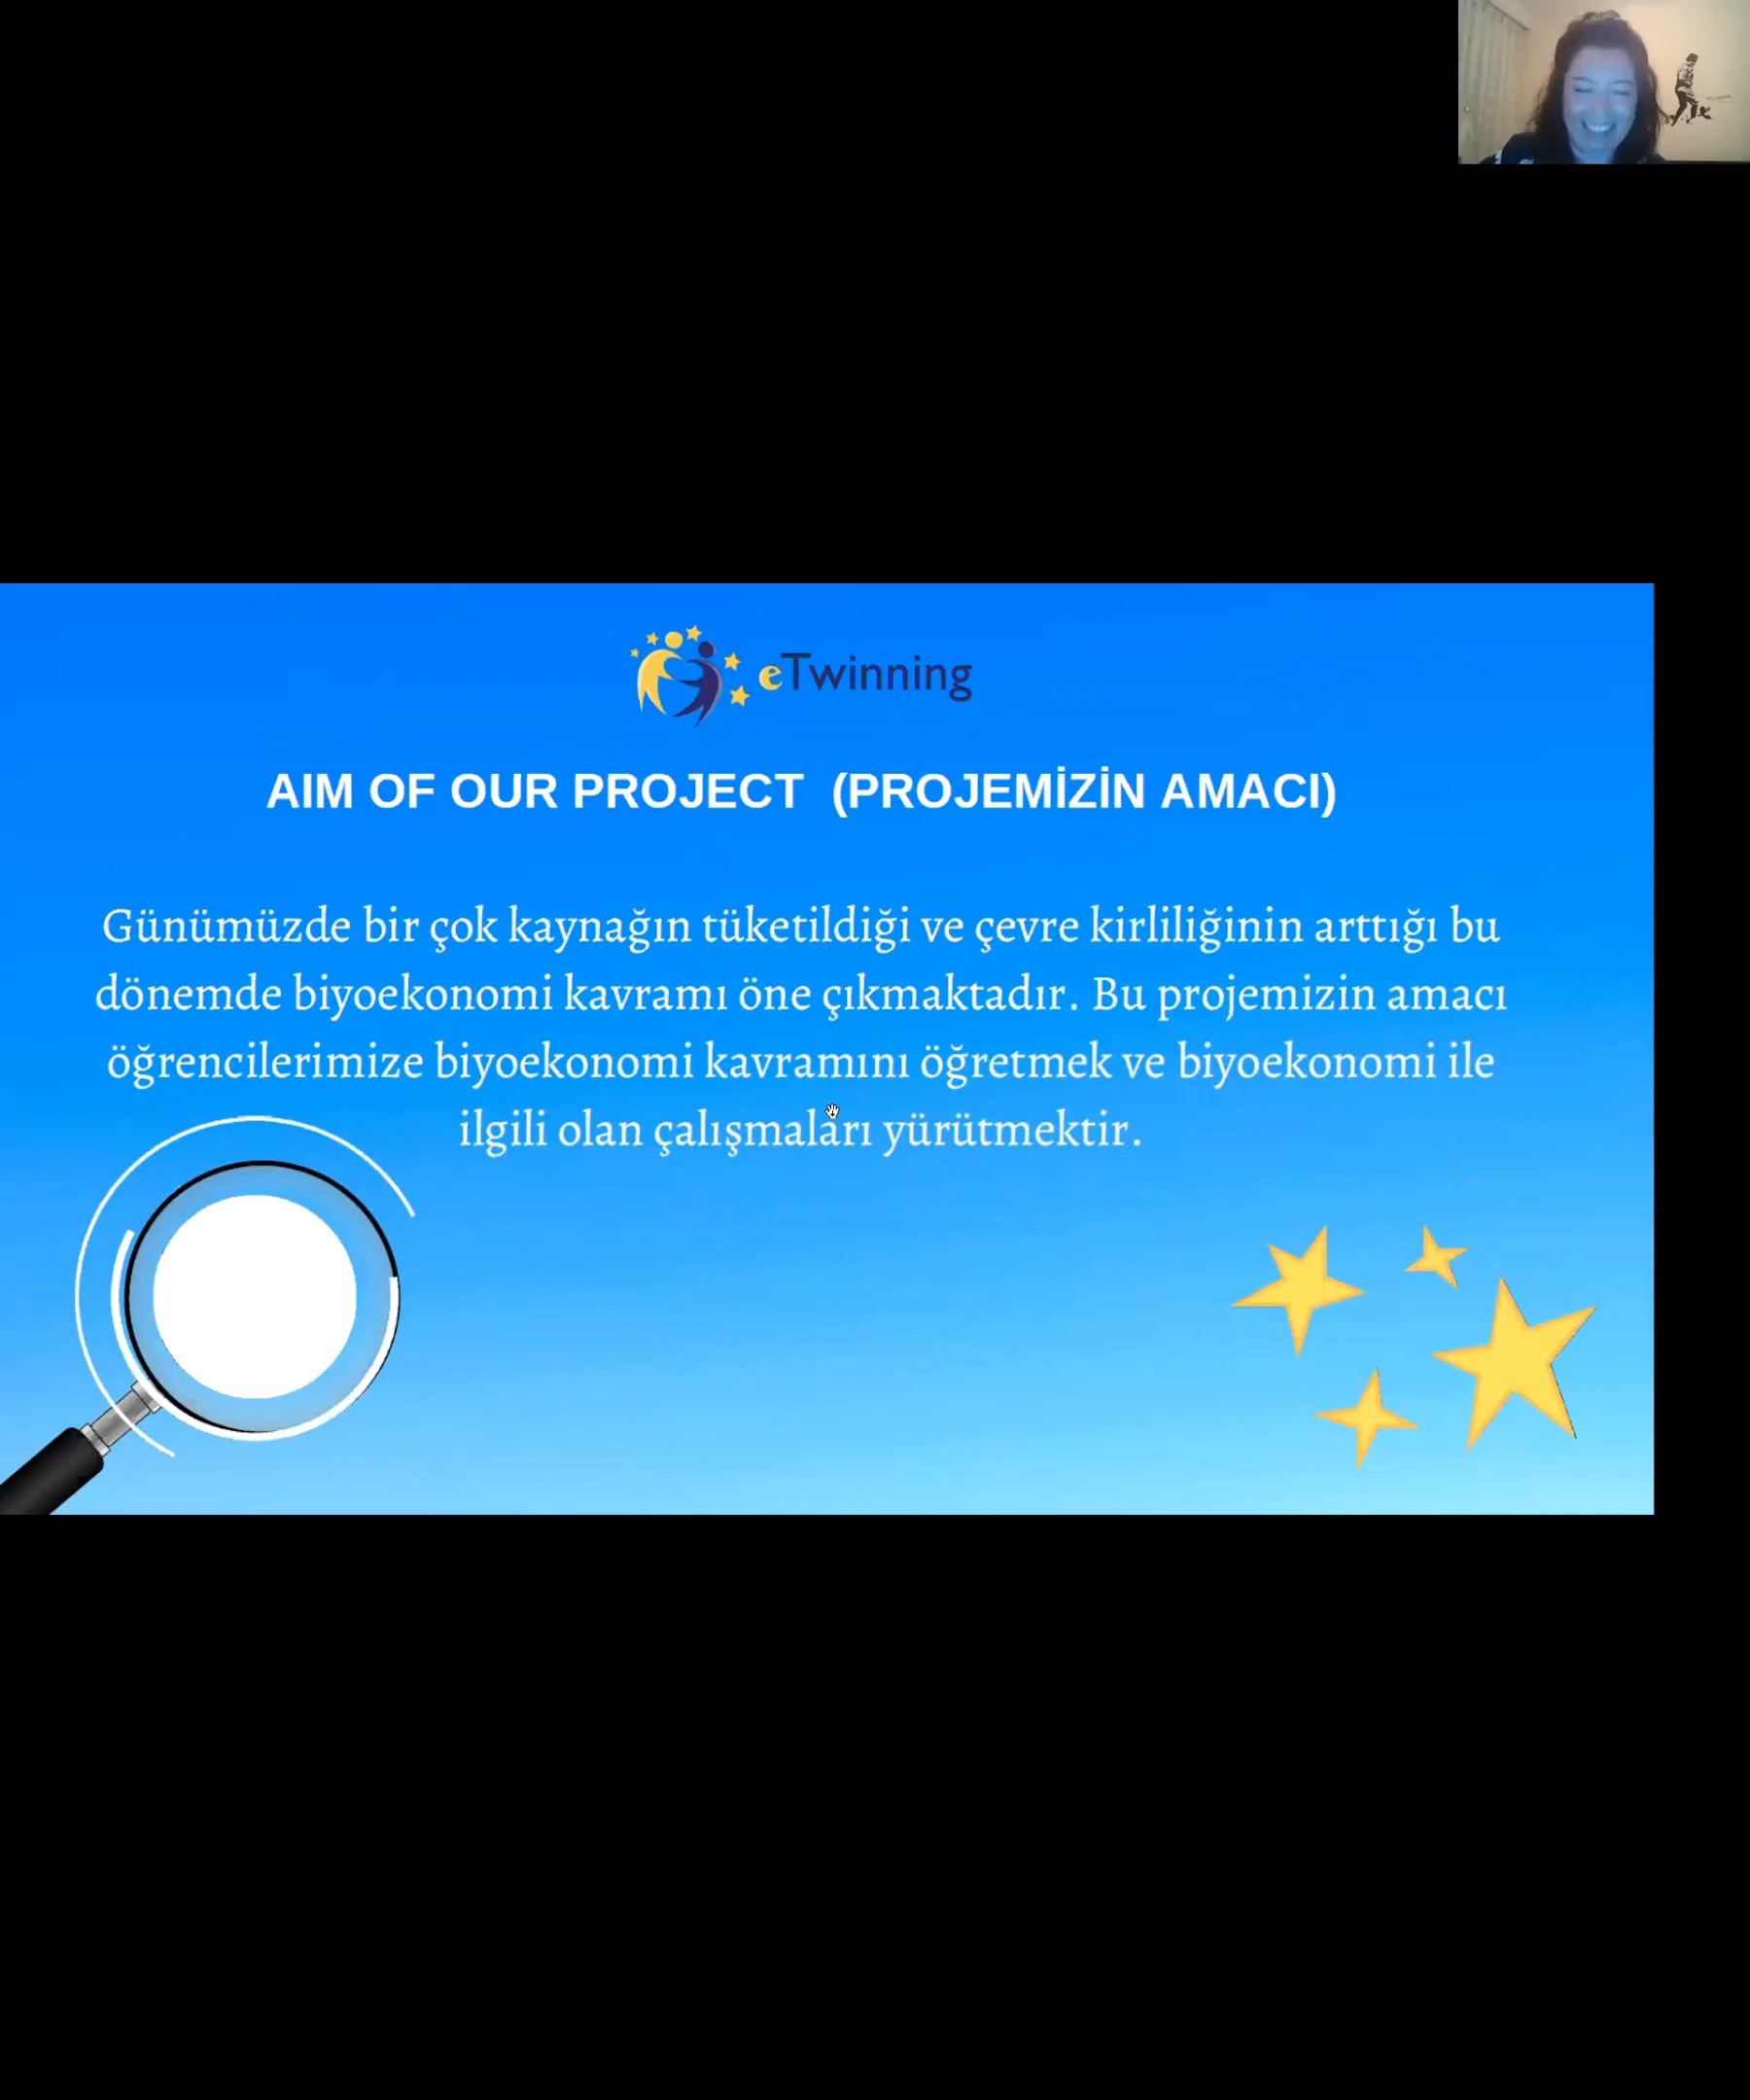 eTwinning
AIM OF OUR PROJECT (PROJEMİZİN AMACI)
Günümüzde bir çok kaynağın tüketildiği ve çevre kirliliğinin arttığı bu
dönemde biyoekonomi kavramı öne çıkmaktadır. Bu projemizin amacı
öğrencilerimize biyoekonomi kavramını öğretmek ve biyoekonomi ile
ilgili olan çalışmaları yürütmektir.